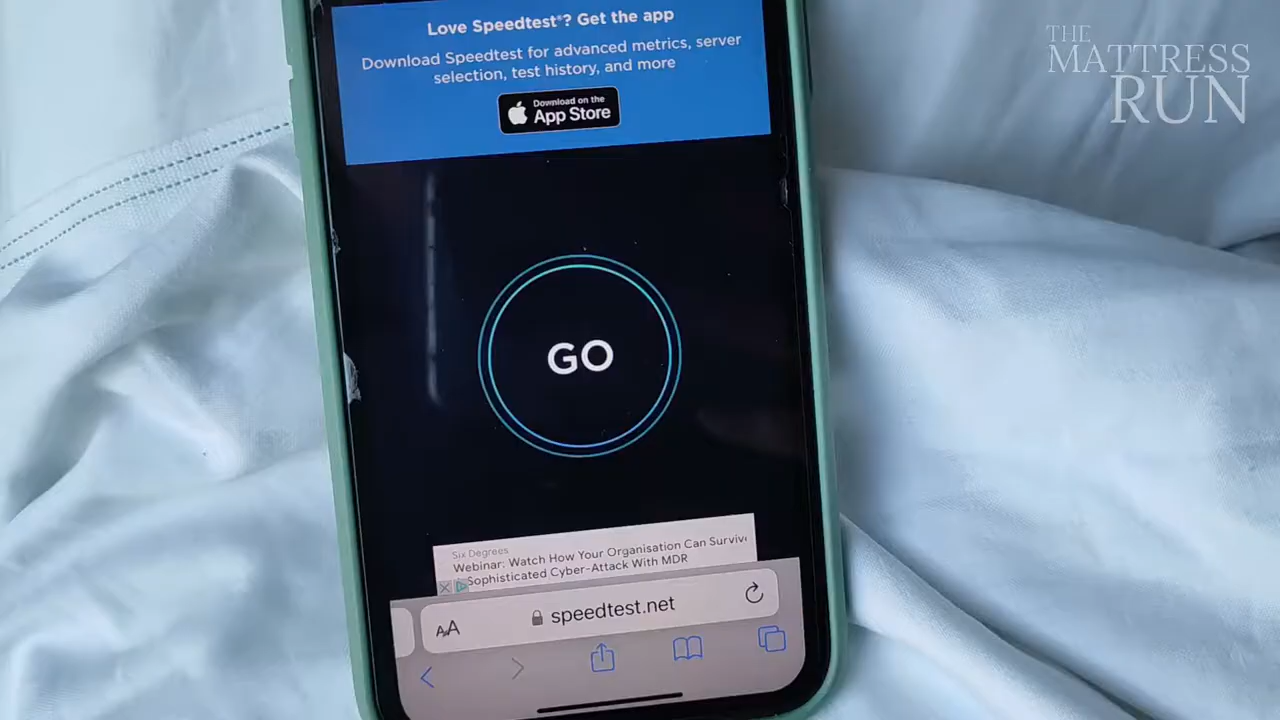 Love Speedtest®? Get the app
Download Speedtest for advanced metrics, server
selection, test history, and more
Download on the
App Store
THE
MATTRESS
RUN
GO
Six Degrees
Webinar: Watch How Your Organisation Can Surviv
Sophisticated Cyber-Attack With MDR
AA
speedtest.net